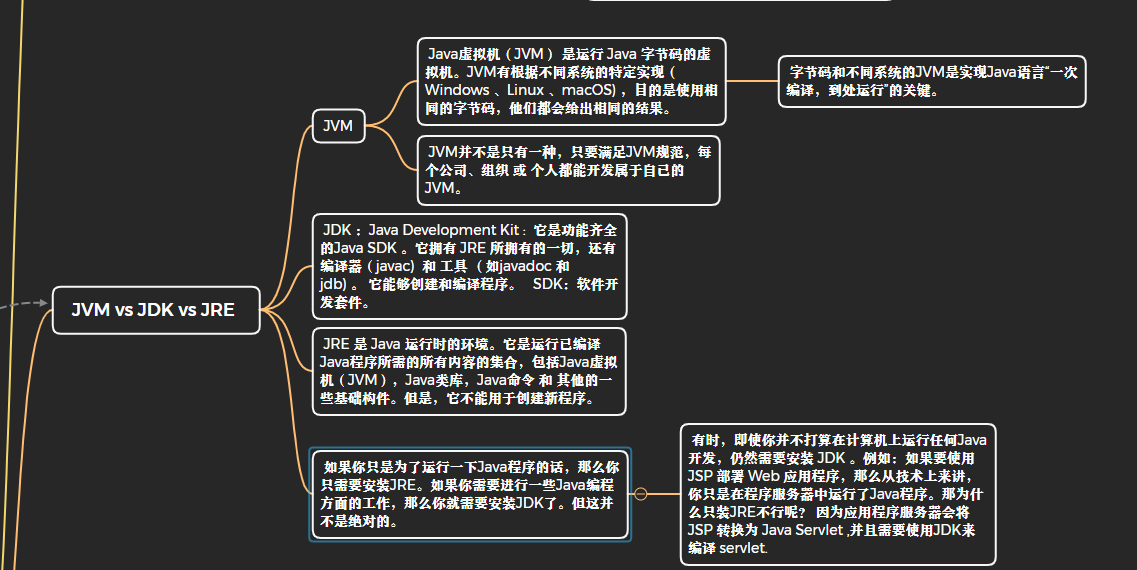 JVM vs JDK vs JRE
JVM
Java虚拟机（JVM ） 是运行 Java 字节码的虚
拟机。JVM有根据不同系统的特定实现（
Windows 、Linux 、macOS），目的是使用相
同的字节码，他们都会给出相同的结果。
字节码和不同系统的JVM是实现Java语言“一次
编译，到处运行”的关键。
JVM并不是只有一种，只要满足JVM规范，每
个公司、组织 或 个人都能开发属于自己的
JVM。
JDK ：Java Development Kit : 它是功能齐全
的Java SDK 。它拥有 JRE 所拥有的一切，还有
编译器（javac）和 工具 （ 如javadoc 和
jdb）。 它能够创建和编译程序。 SDK：软件开
发套件。
JRE 是 Java 运行时的环境。它是运行已编译
Java程序所需的所有内容的集合，包括Java虚拟
机（JVM），Java类库，Java命令 和 其他的一
些基础构件。但是，它不能用于创建新程序。
如果你只是为了运行一下Java程序的话，那么你
只需要安装JRE。如果你需要进行一些Java编程
方面的工作，那么你就需要安装JDK了。但这并
不是绝对的。
有时，即使你并不打算在计算机上运行任何Java
开发，仍然需要安装 JDK 。例如：如果要使用
JSP 部署 Web 应用程序，那么从技术上来讲，
你只是在程序服务器中运行了Java程序。那为什
么只装JRE不行呢？ 因为应用程序服务器会将
JSP 转换为 Java Servlet ,并且需要使用JDK来
编译 servlet.